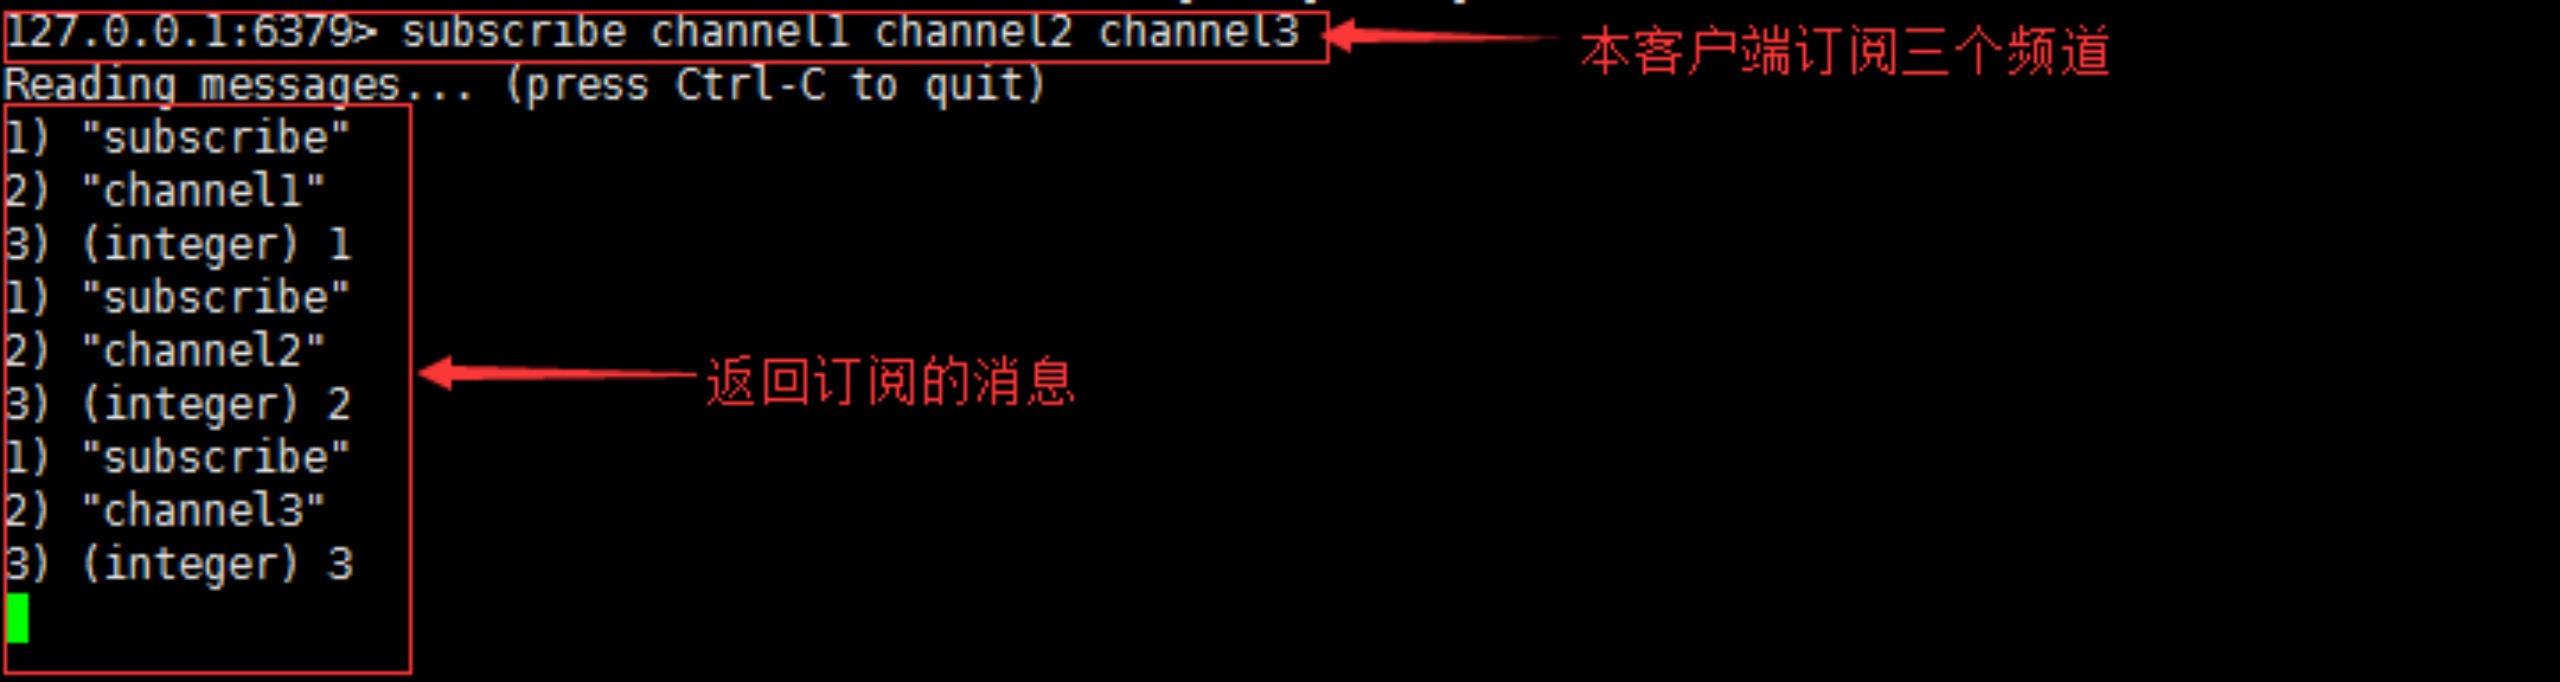 127.0.0.1:6379> subscribe channel1 channel2 channel3
本客户端订阅三个频道
Reading messages... (press Ctrl-C to quit)
1) "subscribe"
2) "channel1"
3) (integer) 1
1) "subscribe"
2) "channel2"
返回订阅的消息
3) (integer) 2
1) "subscribe"
2) "channel3"
3) (integer) 3